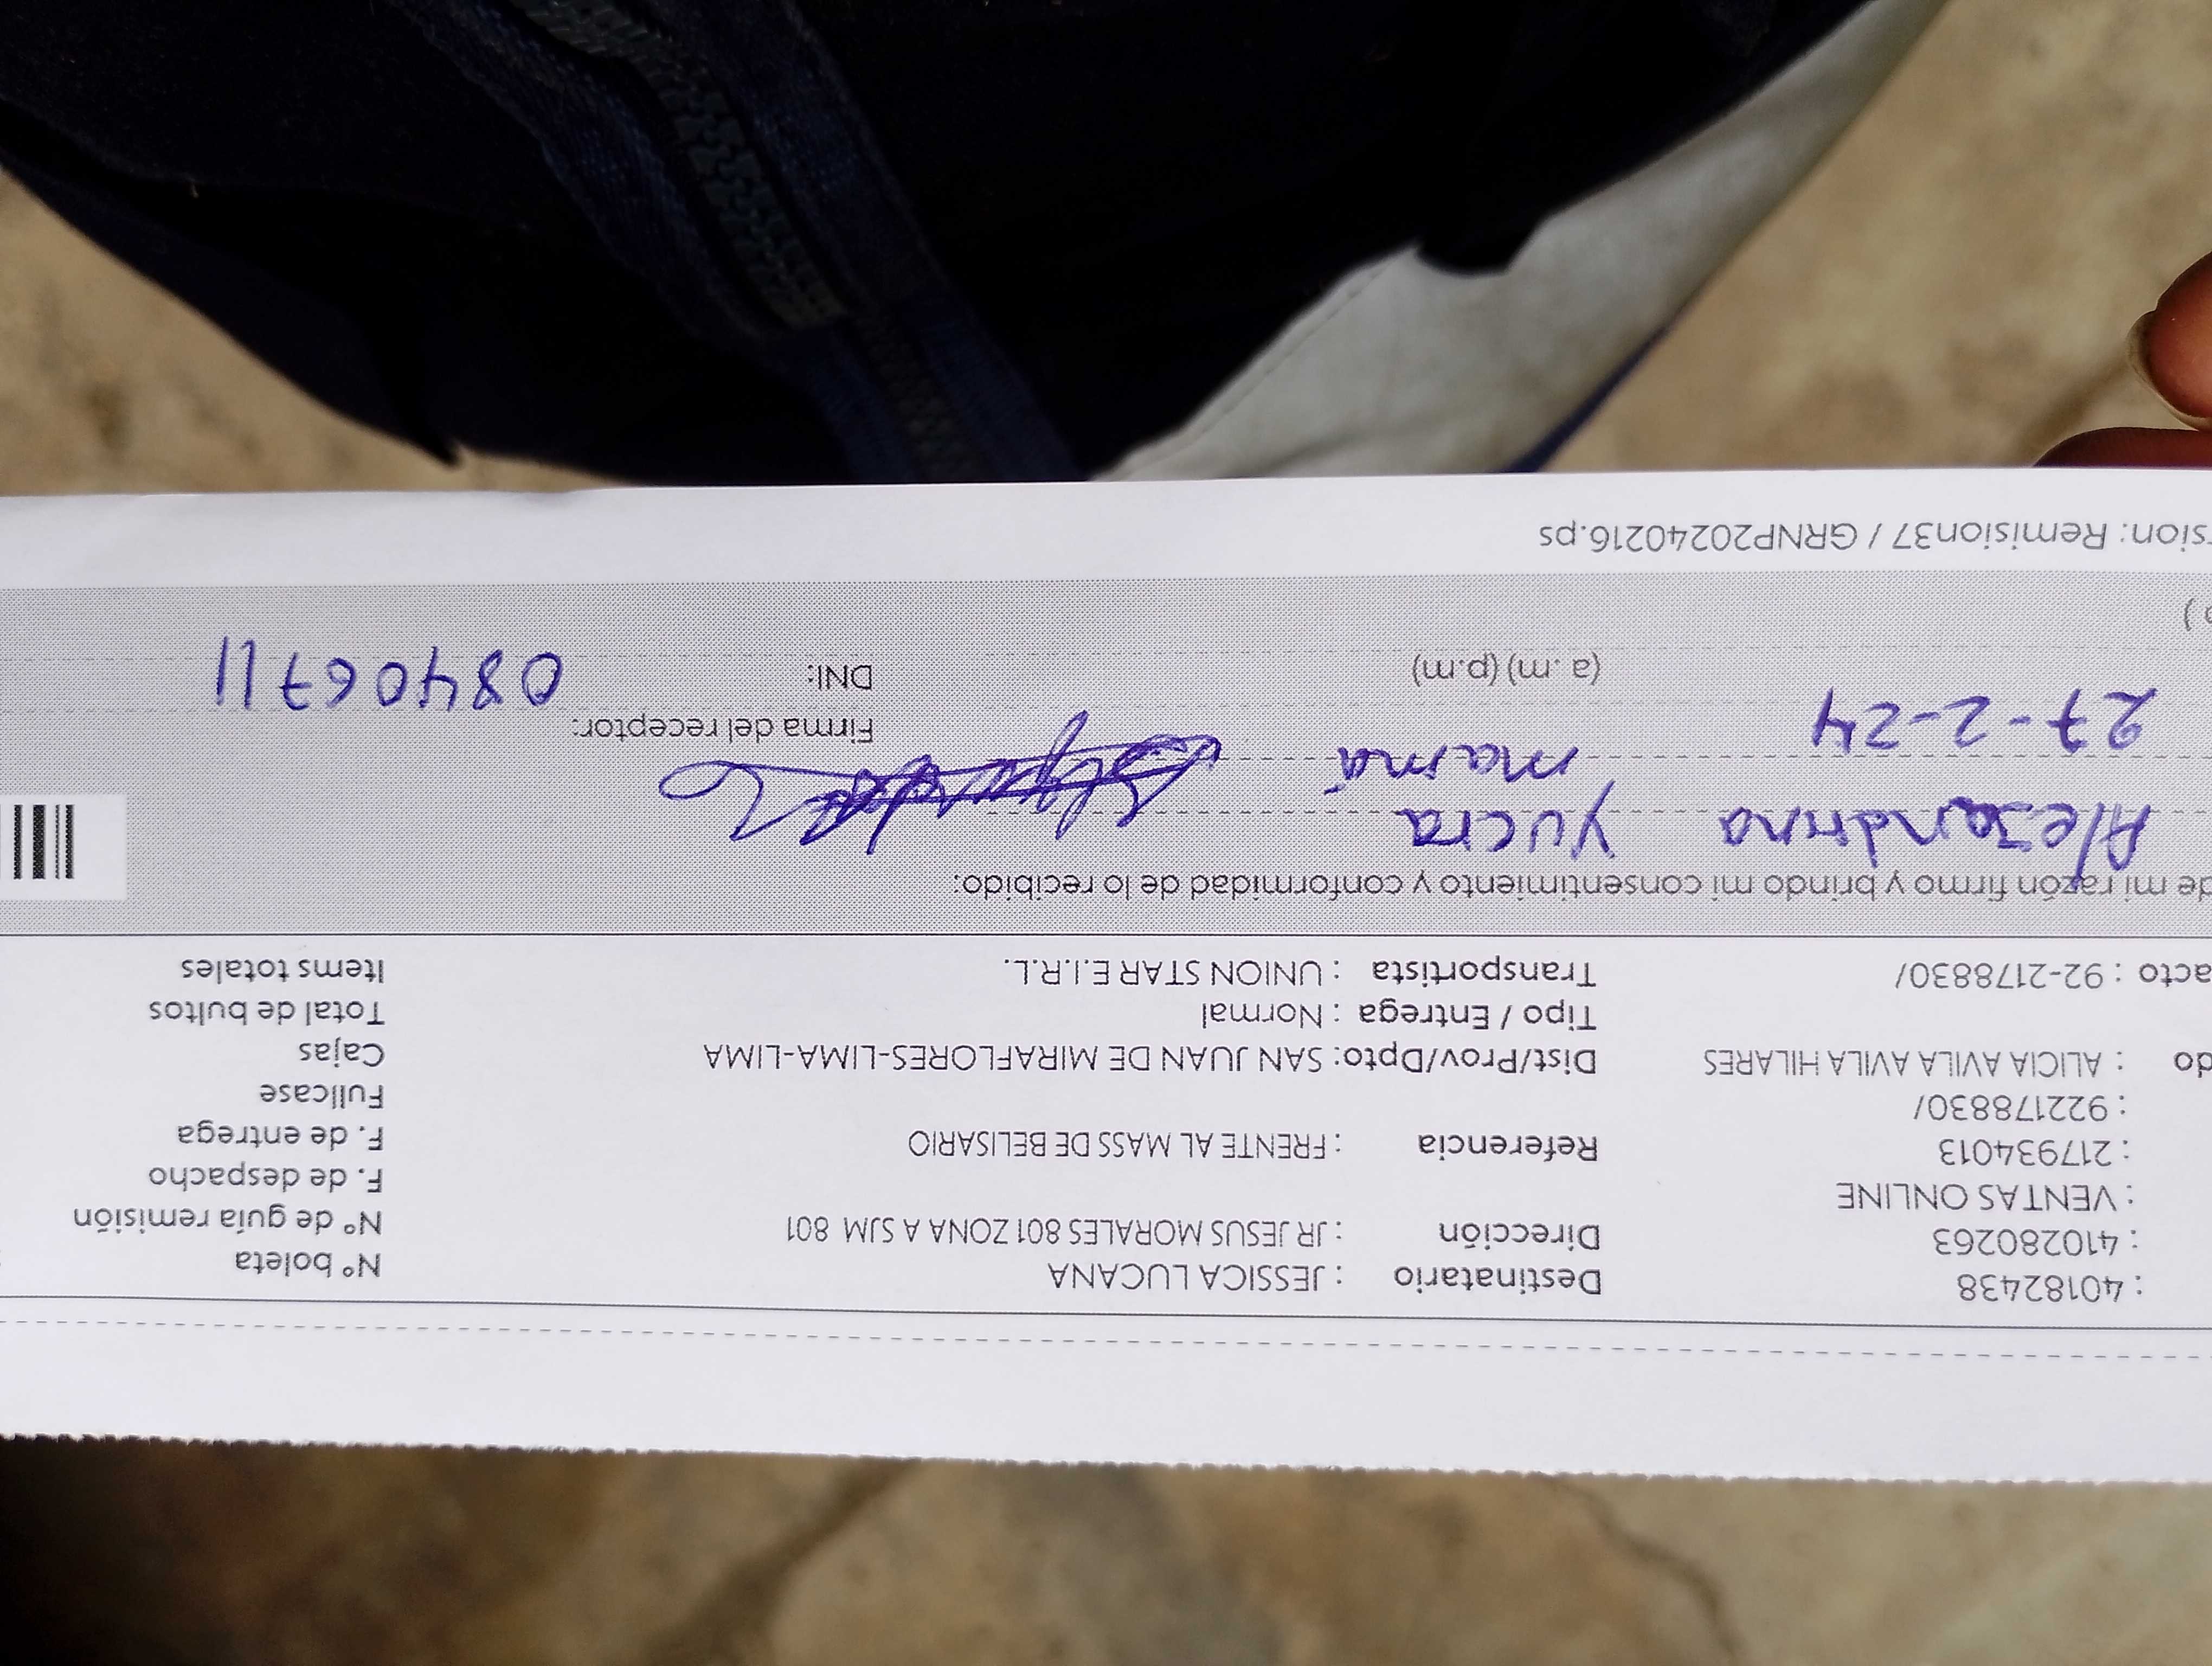 : 40182438 Destinatario : JESSICA LUCANA Nº boleta
: 410280263 Dirección : JR JESUS MORALES 801 ZONA A SJM 801 Nº de guía remisión
: VENTAS ONLINE F. de despacho
: 217934013 Referencia : FRENTE AL MASS DE BELISARIO F. de entrega
: 922178830/ Fullcase
do : ALICIA AVILA AVILA HILARES Dist/Prov/Dpto: SAN JUAN DE MIRAFLORES-LIMA-LIMA Cajas
Tipo / Entrega : Normal Total de bultos
acto : 92-2178830/ Transportista : UNION STAR E.I.R.L. Items totales
de mi razón firmo y brindo mi consentimiento y conformidad de lo recibido:
Alejandrina Yucra
mamá
27-2-24 Firma del receptor:
(a.m) (p.m) DNI: 08406711
sion: Remision37 / GRNP20240216.ps